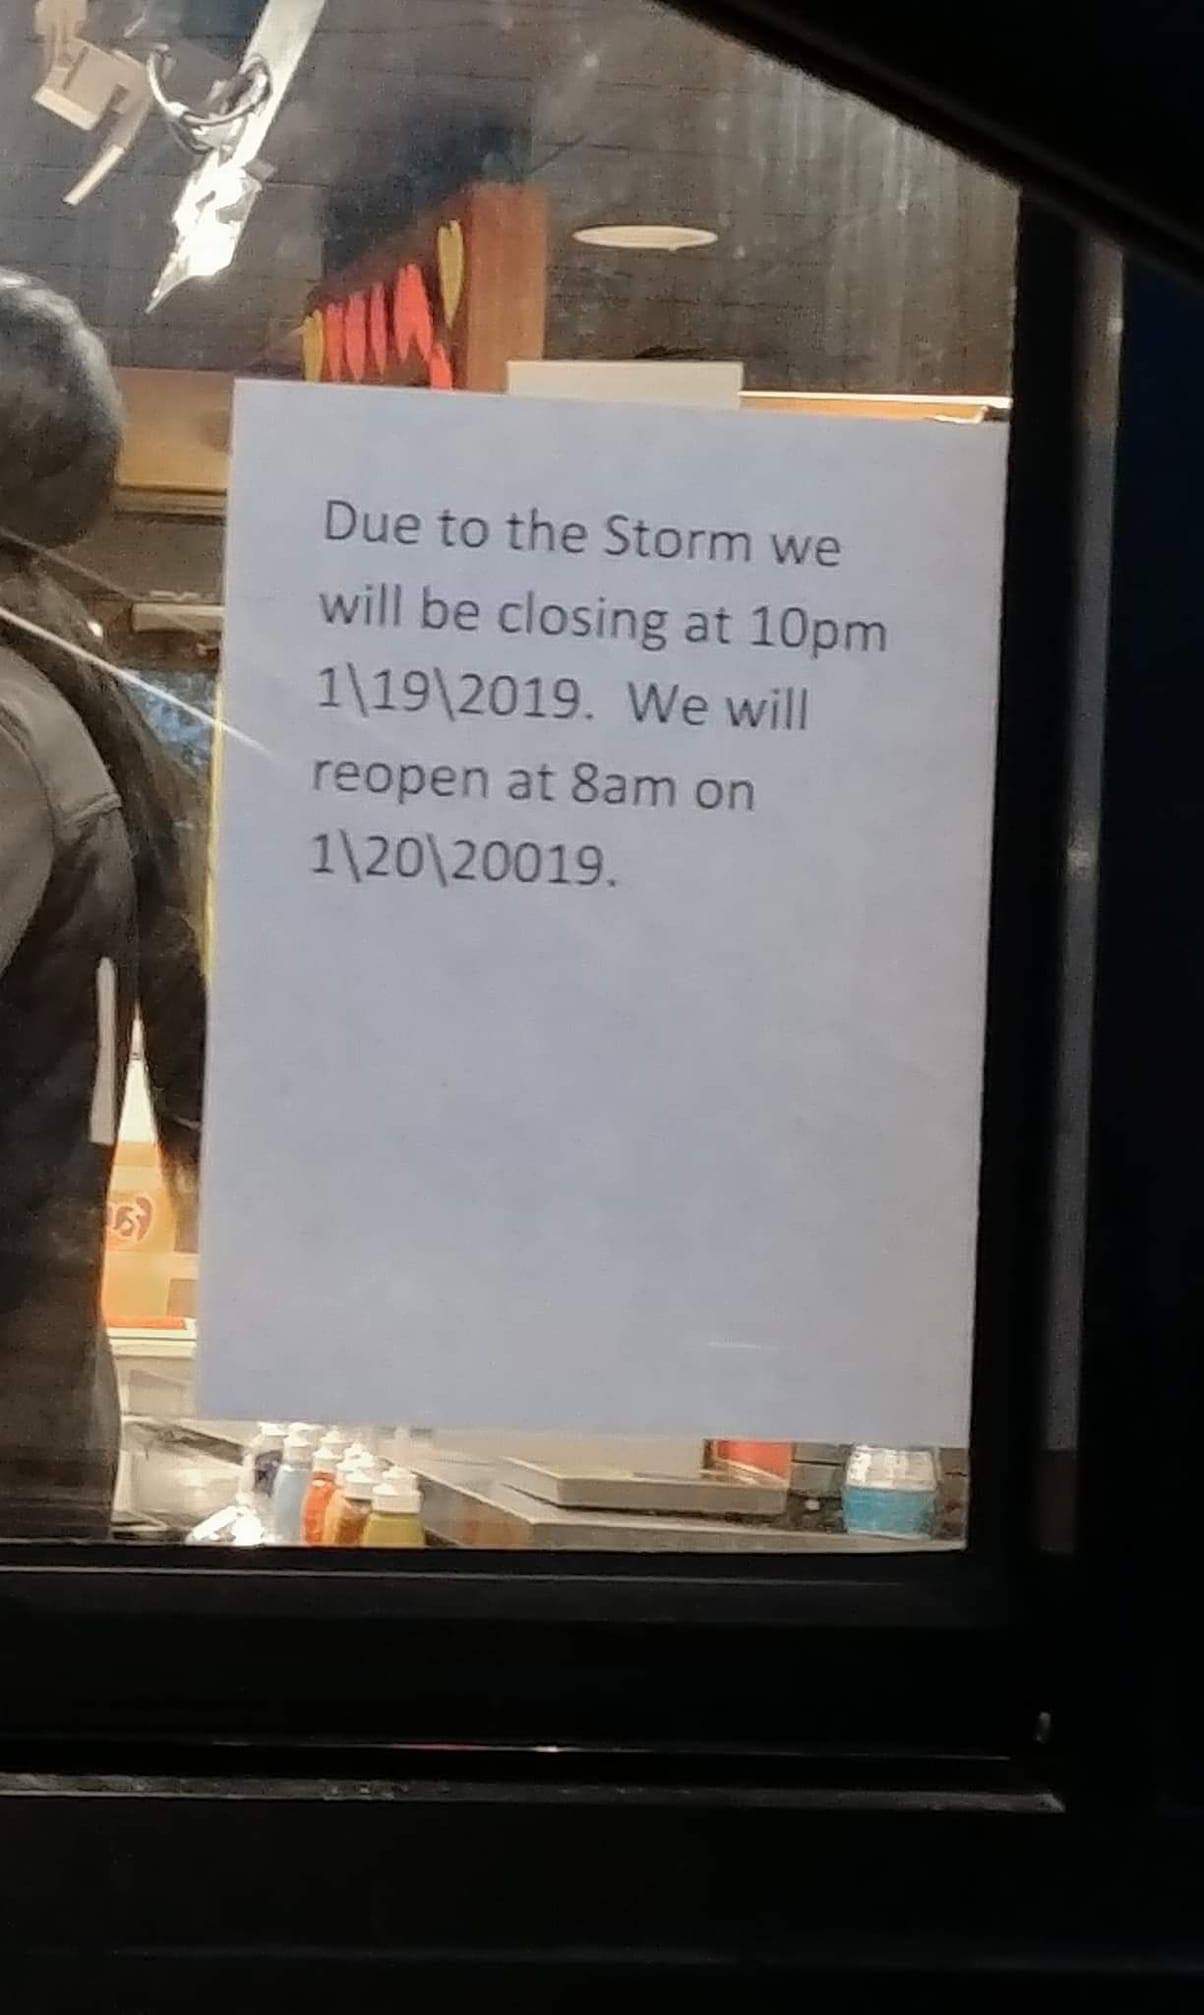 Due to the Storm we
will be closing at 10pm
1\19\2019.  We will
reopen at 8am on
1\20\20019.